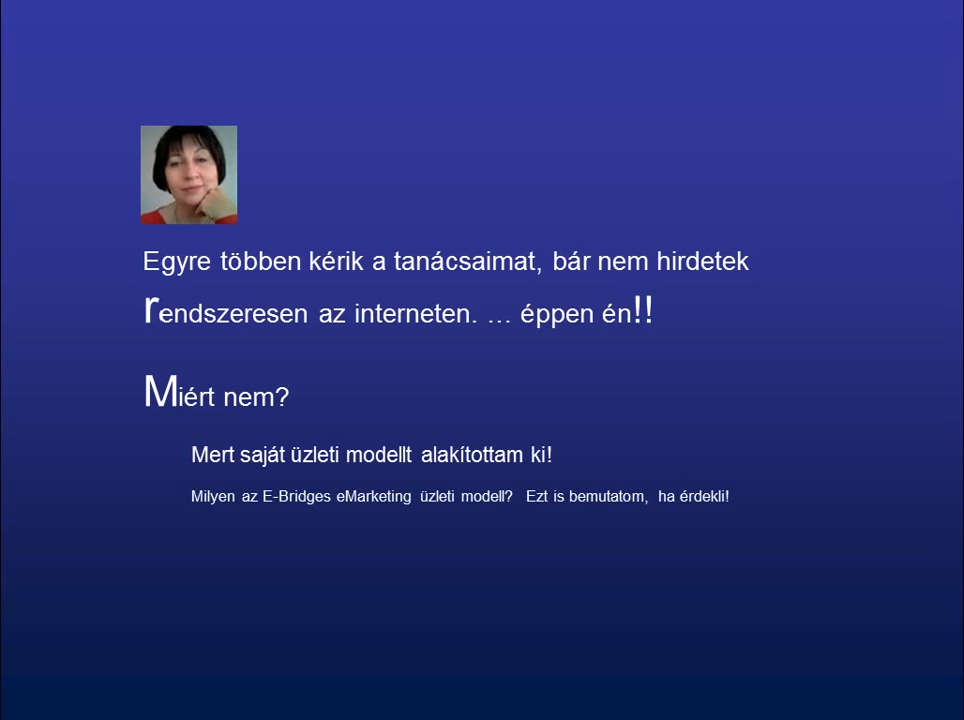 Egyre többen kérik a tanácsaimat, bár nem hirdetek
rendszeresen az interneten. … éppen én!!
Miért nem?
Mert saját üzleti modellt alakítottam ki!
Milyen az E-Bridges eMarketing üzleti modell? Ezt is bemutatom, ha érdekli!